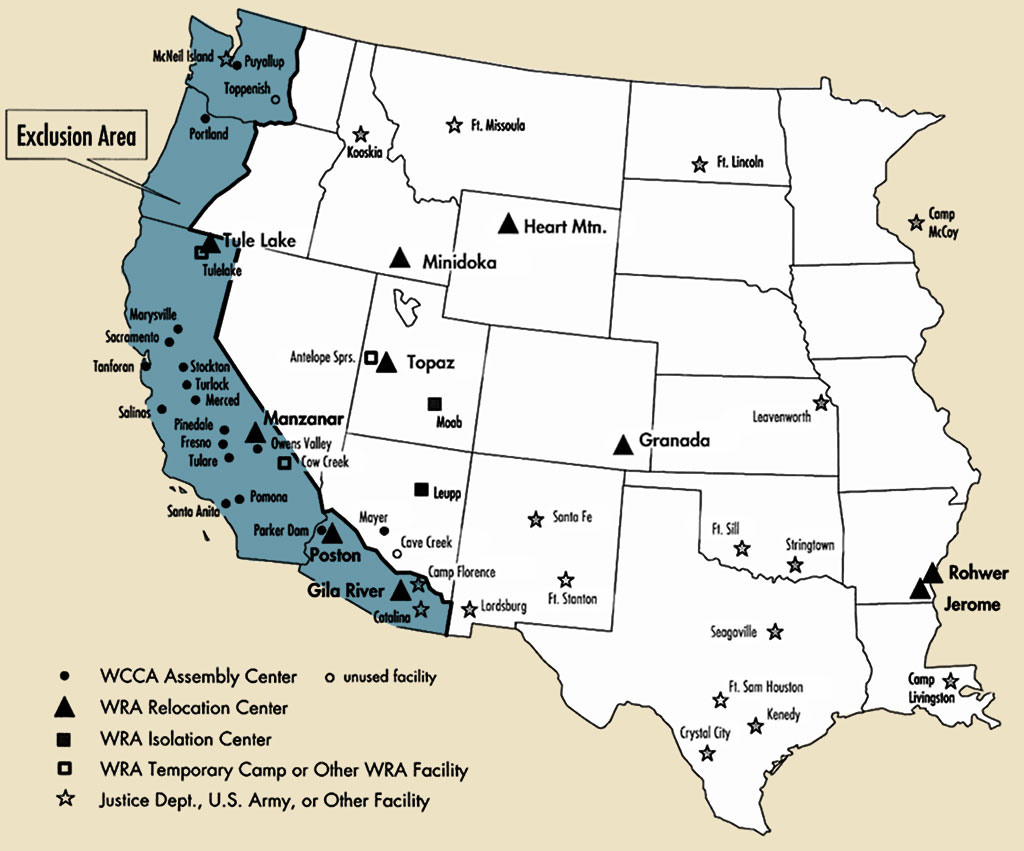 McNeil Island
Puyallup
Toppenish
Portland
Exclusion Area
Kooskia
Ft. Missoula
Ft. Lincoln
Camp
McCoy
Heart Mtn.
Minidoka
Tule Lake
Tulelake
Marysville
Sacramento
Tanforan
Stockton
Turlock
Merced
Salinas
Pinedale
Fresno
Tulare
Manzanar
Owens Valley
Cow Creek
Antelope Sprs.
Topaz
Moab
Granada
Leavenworth
Pomona
Santa Anita
Parker Dam
Poston
Mayer
Cave Creek
Leupp
Camp Florence
Gila River
Catalina
Lordsburg
Santa Fe
Ft. Stanton
Ft. Sill
Stringtown
Rohwer
Jerome
Seagoville
Ft. Sam Houston
Kenedy
Crystal City
Camp
Livingston
WCCA Assembly Center
unused facility
WRA Relocation Center
WRA Isolation Center
WRA Temporary Camp or Other WRA Facility
Justice Dept., U.S. Army, or Other Facility